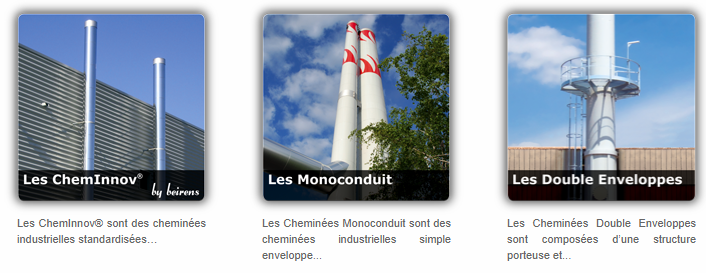 Les ChemInnov®
by beirens
Les Monoconduit
Les Double Enveloppes
Les ChemInnov® sont des cheminées
industrielles standardisées…
Les Cheminées Monoconduit sont des
cheminées industrielles simple
enveloppe...
Les Cheminées Double Enveloppes
sont composées d’une structure
porteuse et...